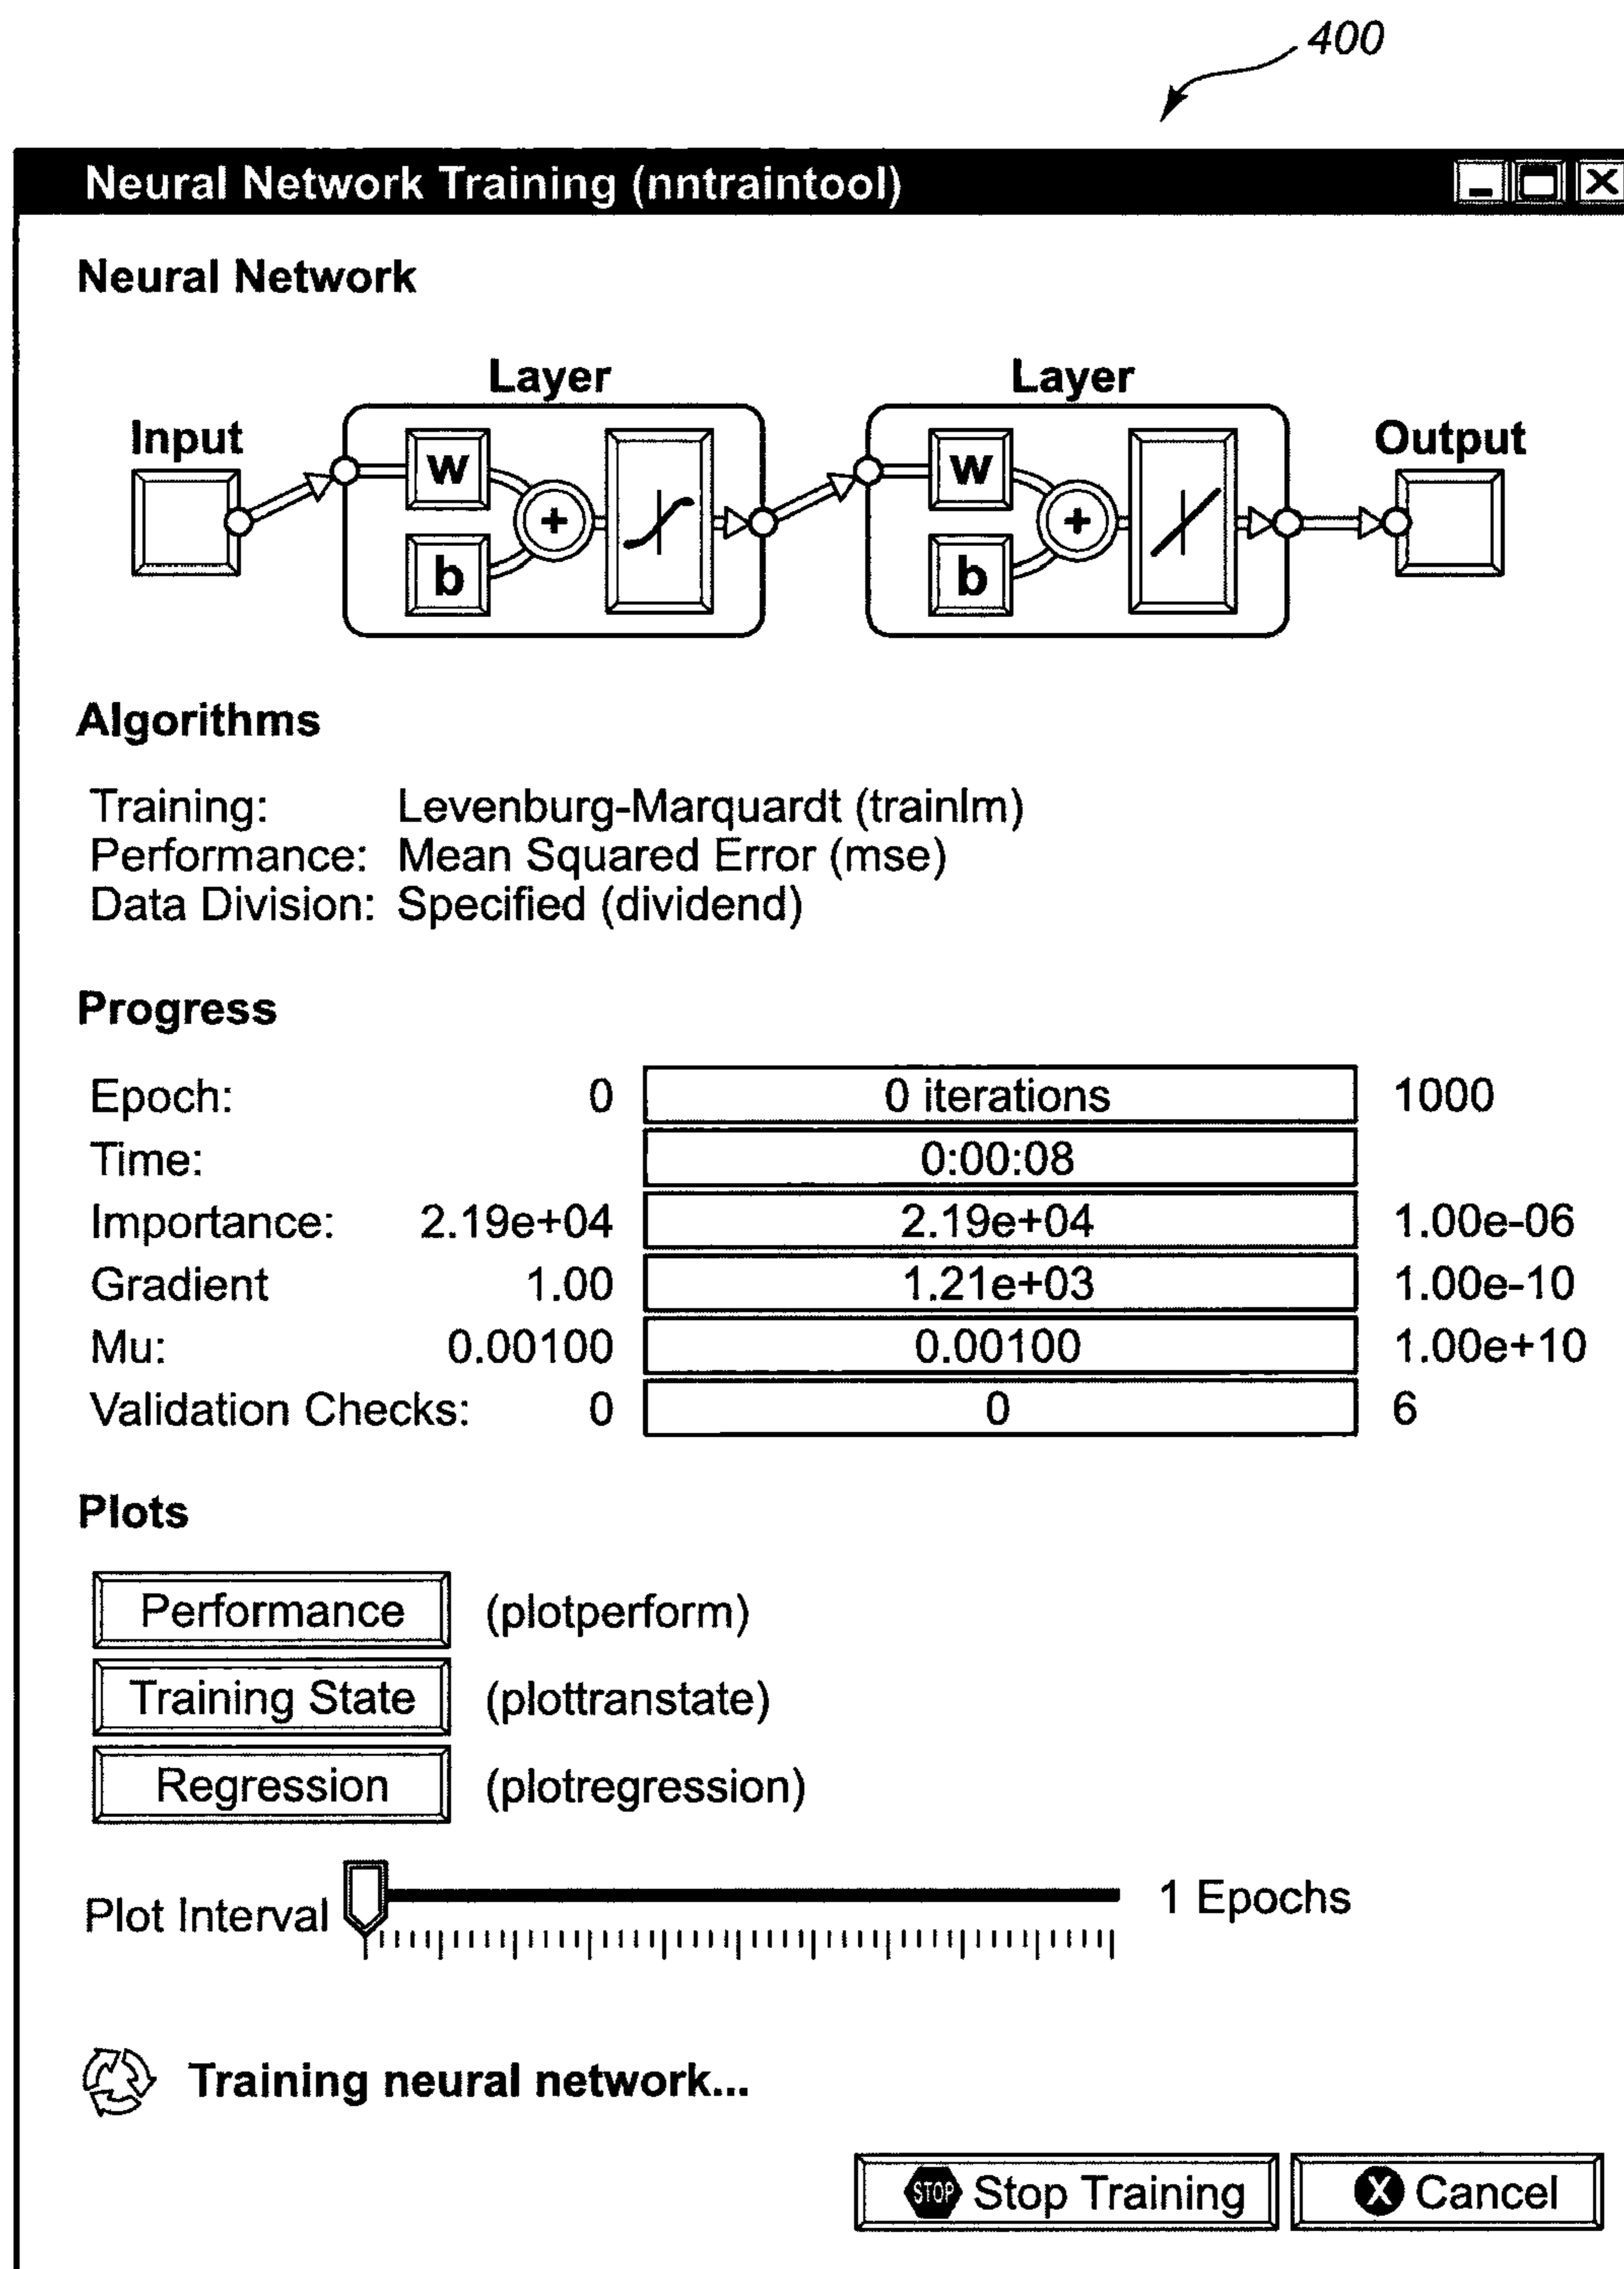 400
Neural Network Training (nntraintool)
Neural Network
Layer Layer
Input Output
w w
+ +
b b
Algorithms
Training: Levenburg-Marquardt (trainlm)
Performance: Mean Squared Error (mse)
Data Division: Specified (dividend)
Progress
Epoch: 0 0 iterations 1000
Time: 0:00:08
Importance: 2.19e+04 2.19e+04 1.00e-06
Gradient 1.00 1.21e+03 1.00e-10
Mu: 0.00100 0.00100 1.00e+10
Validation Checks: 0 0 6
Plots
Performance (plotperform)
Training State (plottranstate)
Regression (plotregression)
Plot Interval 1 Epochs
Training neural network...
STOP Stop Training X Cancel